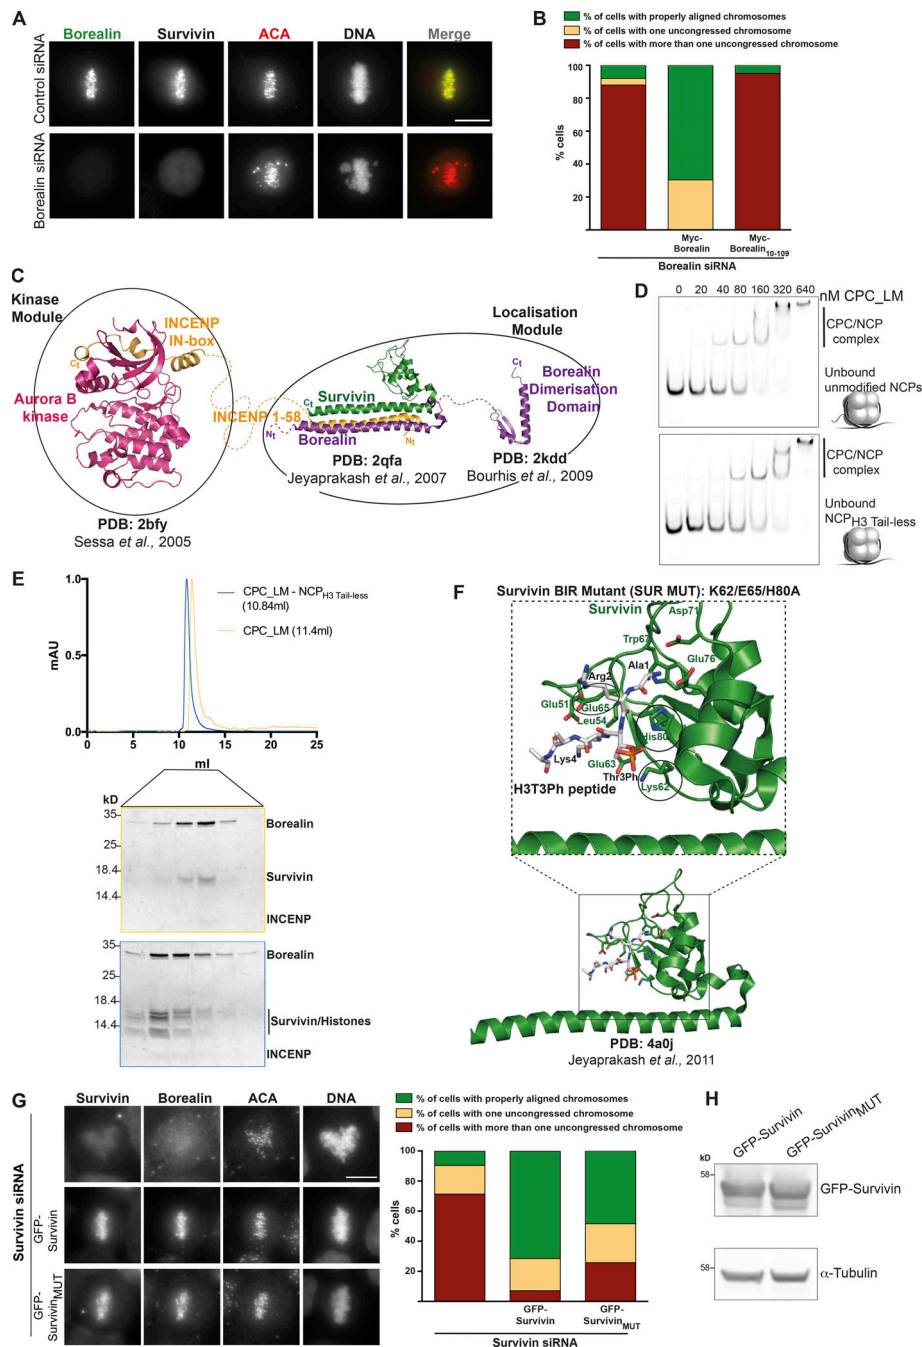 A
Borealin
Survivin
ACA
DNA
Merge
Control siRNA
Borealin siRNA
B
% of cells with properly aligned chromosomes
% of cells with one uncongressed chromosome
% of cells with more than one uncongressed chromosome
100
80
60
40
20
% cells
Myc-
Borealin
Myc-
Borealin10-109
Borealin siRNA
C
Kinase
Module
INCENP
IN-box
Ct
Aurora B
kinase
INCENP 1-58
PDB: 2bfy
Sessa et al., 2005
Localisation
Module
Survivin
Ct
Nt
Borealin
Nt
PDB: 2qfa
Jeyaprakash et al.,
2007
Ct
Borealin
Dimerisation
Domain
PDB: 2kdd
Bourhis et al., 2009
D
0 20 40 80 160 320 640
nM CPC_LM
CPC/NCP
complex
Unbound
unmodified NCPs
CPC/NCP
complex
Unbound
NCPH3 Tail-less
E
1.0
0.5
0.0
mAU
0 5 10 15 20 25
ml
CPC_LM - NCPH3 Tail-less
(10.84ml)
CPC_LM (11.4ml)
kD
35
25
18.4
14.4
Borealin
Survivin
INCENP
35
25
18.4
14.4
Borealin
Survivin/Histones
INCENP
F
Survivin BIR Mutant (SUR MUT): K62/E65/H80A
Survivin
Asp71
Trp67
Glu76
Ala1
Arg2
Glu51
Glu65
Leu54
His80
Lys4
Glu63
Thr3Ph
Lys62
H3T3Ph peptide
PDB: 4a0j
Jeyaprakash et al., 2011
G
Survivin
Borealin
ACA
DNA
Survivin siRNA
GFP-
Survivin
GFP-
SurvivinMUT
% of cells with properly aligned chromosomes
% of cells with one uncongressed chromosome
% of cells with more than one uncongressed chromosome
100
80
60
40
20
% cells
GFP-
Survivin
GFP-
SurvivinMUT
Survivin siRNA
H
GFP-Survivin
GFP-SurvivinMUT
kD
58
GFP-Survivin
58
α-Tubulin